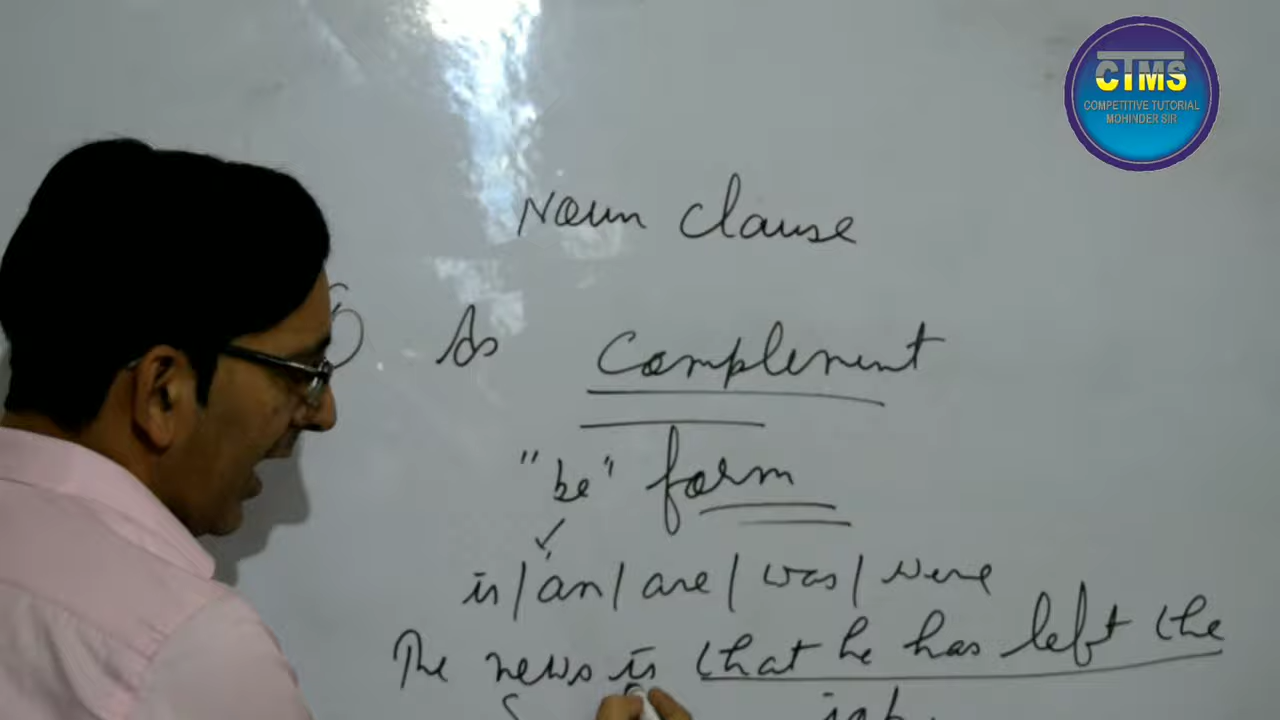 CTMS
COMPETITIVE TUTORIAL
MOHINDER SIR
Noun Clause
As Complement
"be" form
is/am/are/was/were
The news is that he has left the
job.